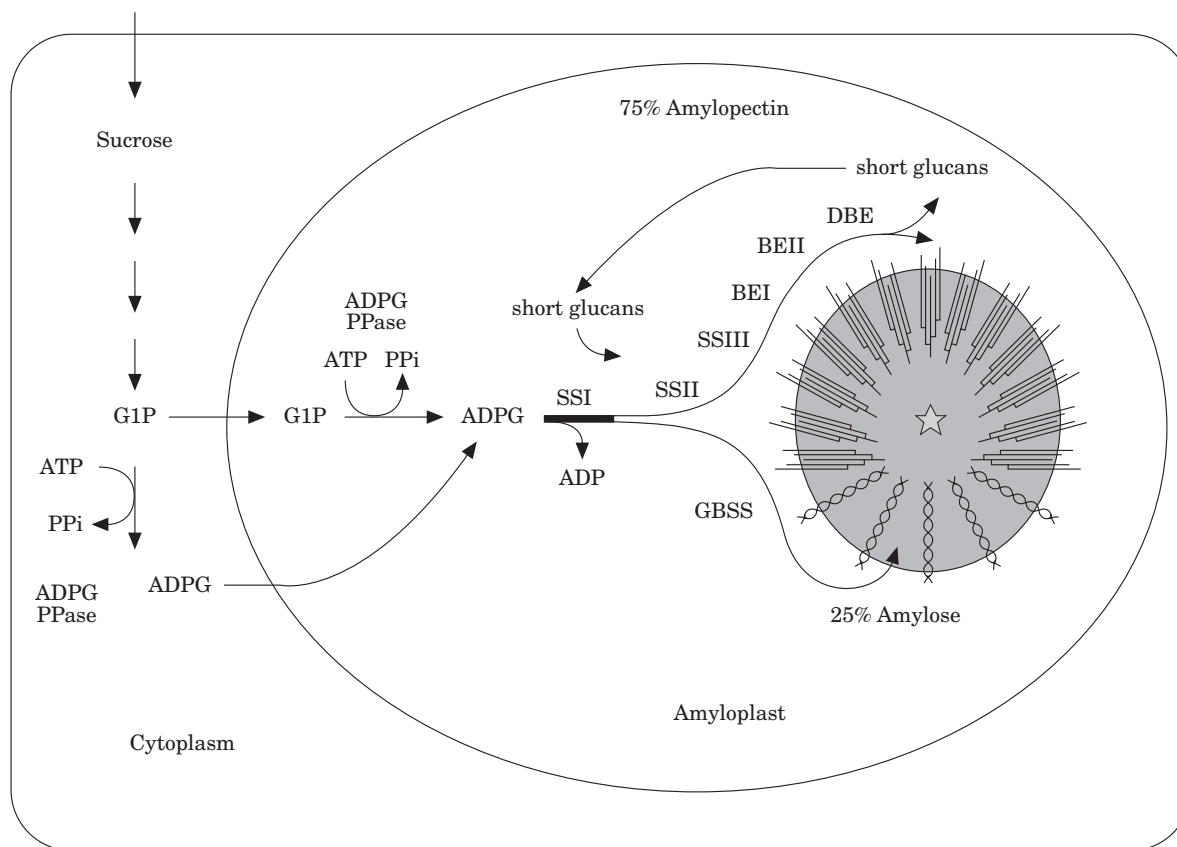 75% Amylopectin
Sucrose
short glucans
DBE
BEII
BEI
short glucans
ADPG
PPase
SSIII
ATP PPi
SSII
SSI
G1P
G1P
ADPG
ATP
ADP
PPi
GBSS
ADPG
ADPG
PPase
25% Amylose
Amyloplast
Cytoplasm